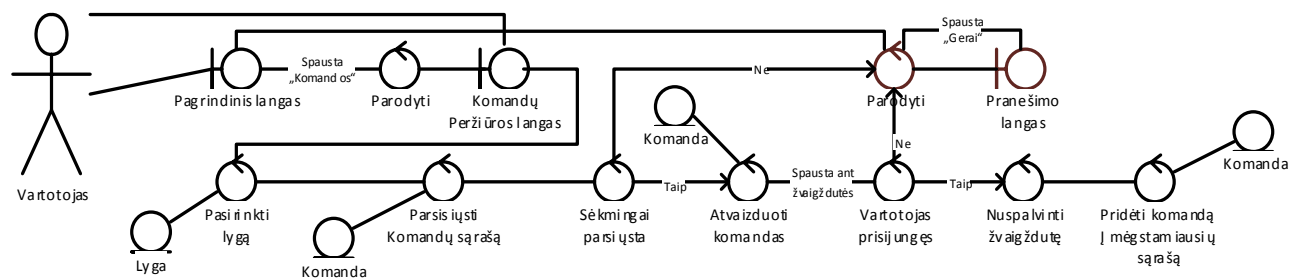 Spausta
„Gerai“
Spausta
„Komandos“
Ne
Pagrindinis langas
Parodyti
Komandų
Peržiūros langas
Parodyti
Pranešimo
langas
Komanda
Ne
Komanda
Vartotojas
Taip
Spausta ant
žvaigždutės
Taip
Pasirinkti
lygą
Parsisiųsti
Komandų sąrašą
Sėkmingai
parsiųsta
Atvaizduoti
komandas
Vartotojas
prisijungęs
Nuspalvinti
žvaigždutę
Pridėti komandą
Į mėgstamiausių
sąrašą
Lyga
Komanda